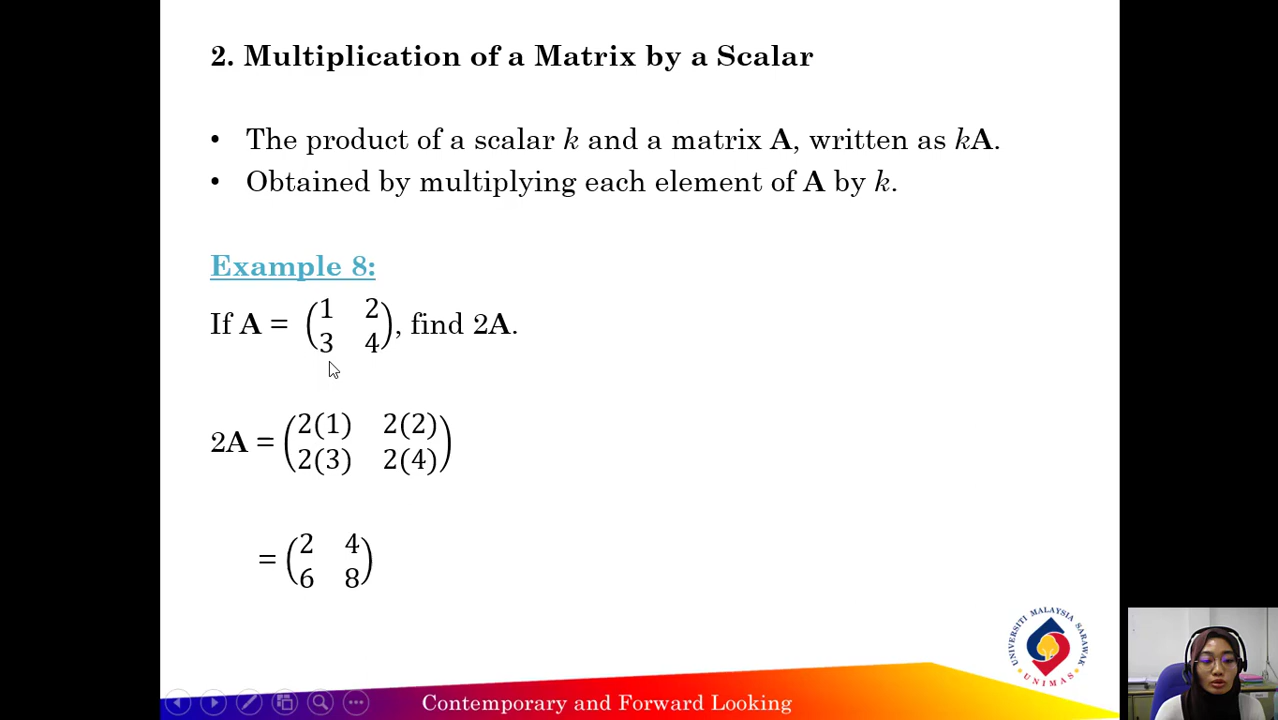 2. Multiplication of a Matrix by a Scalar
• The product of a scalar k and a matrix A, written as kA.
• Obtained by multiplying each element of A by k.
Example 8:
If A = (1 2
3 4), find 2A.
2A = (2(1) 2(2)
2(3) 2(4))
= (2 4
6 8)
UNIVERSITI MALAYSIA SARAWAK
UNIMAS
Contemporary and Forward Looking